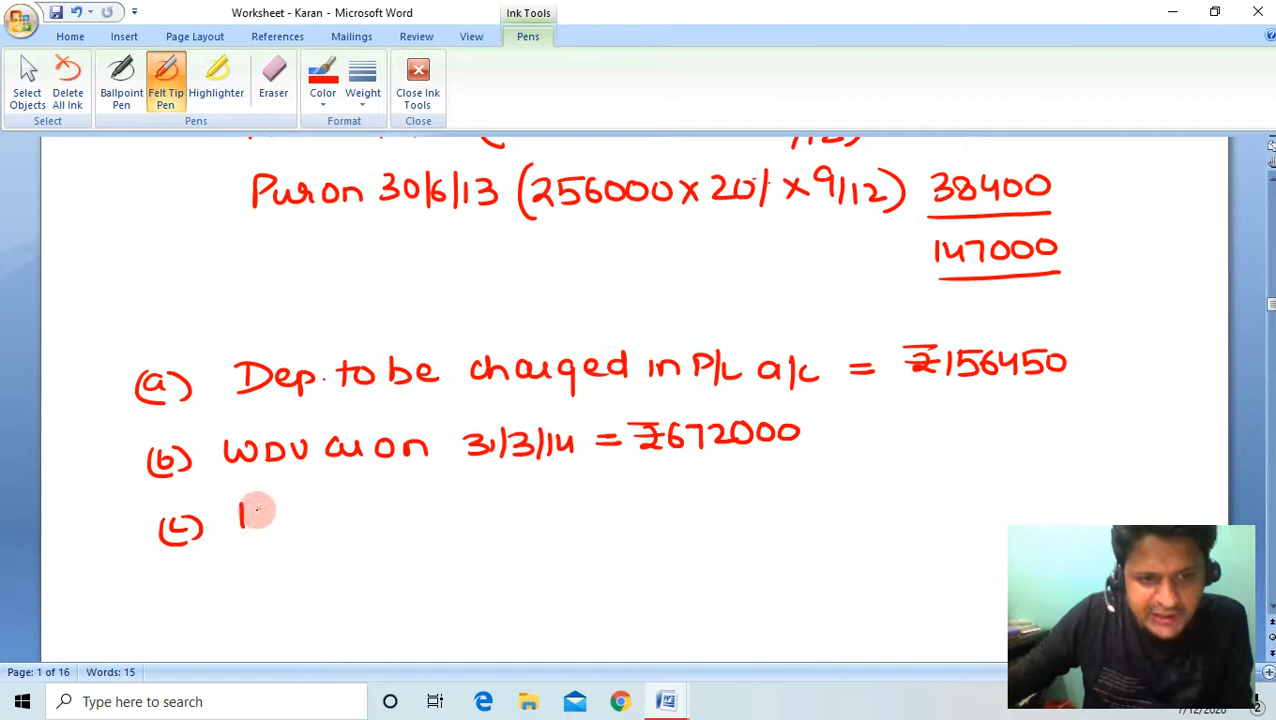 Worksheet - Karan - Microsoft Word
Ink Tools
Home Insert Page Layout References Mailings Review View Pens
Select Objects
Delete All Ink
Ballpoint Pen
Felt Tip Pen
Highlighter
Eraser
Color
Weight
Close Ink Tools
Select Pens Format Close
Pur on 30/6/13 (256000 x 20% x 9/12) 38400
147000
(a) Dep. to be charged in P/L a/c = ₹156450
(b) WDV as on 31/3/14 = ₹672000
(c)
Page: 1 of 16 Words: 15
Type here to search
7/12/2020